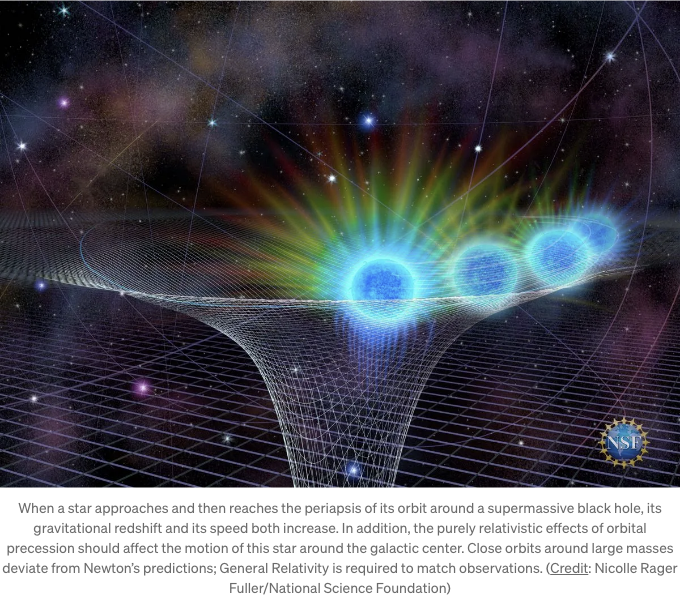 NSF
When a star approaches and then reaches the periapsis of its orbit around a supermassive black hole, its
gravitational redshift and its speed both increase. In addition, the purely relativistic effects of orbital
precession should affect the motion of this star around the galactic center. Close orbits around large masses
deviate from Newton’s predictions; General Relativity is required to match observations. (Credit: Nicolle Rager
Fuller/National Science Foundation)